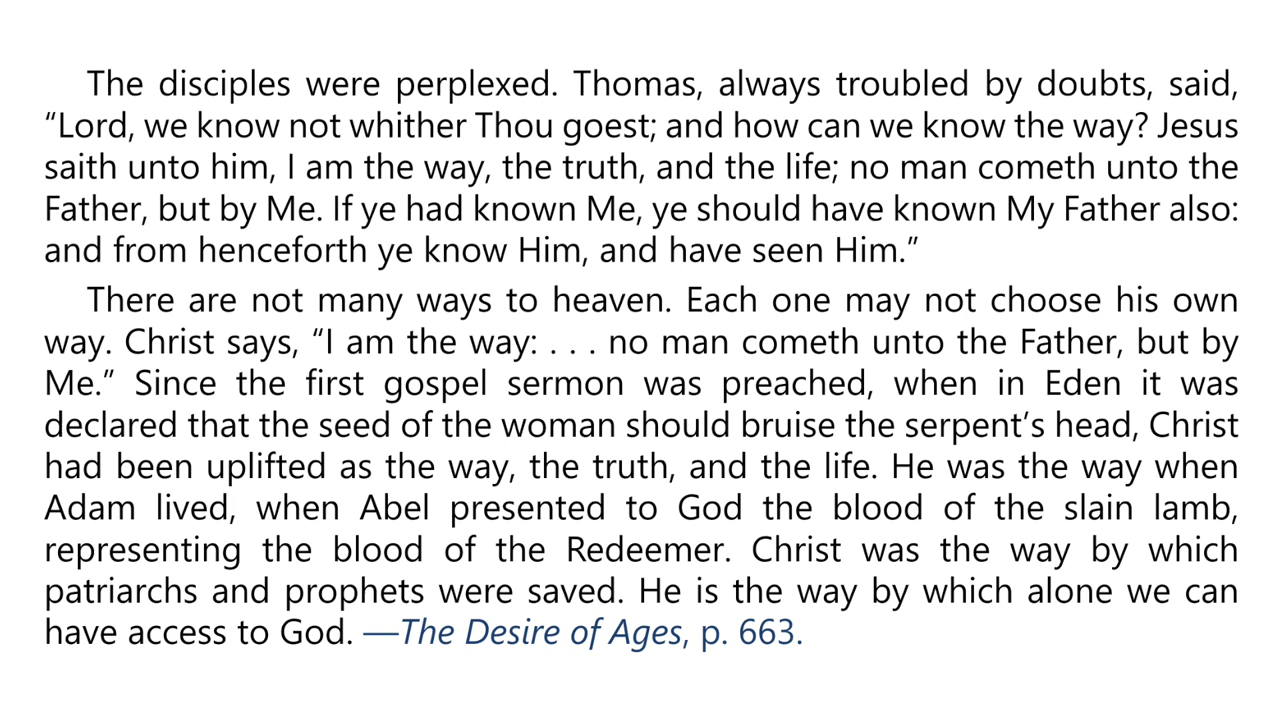 The disciples were perplexed. Thomas, always troubled by doubts, said,
“Lord, we know not whither Thou goest; and how can we know the way? Jesus
saith unto him, I am the way, the truth, and the life; no man cometh unto the
Father, but by Me. If ye had known Me, ye should have known My Father also:
and from henceforth ye know Him, and have seen Him.”
There are not many ways to heaven. Each one may not choose his own
way. Christ says, “I am the way: . . . no man cometh unto the Father, but by
Me.” Since the first gospel sermon was preached, when in Eden it was
declared that the seed of the woman should bruise the serpent’s head, Christ
had been uplifted as the way, the truth, and the life. He was the way when
Adam lived, when Abel presented to God the blood of the slain lamb,
representing the blood of the Redeemer. Christ was the way by which
patriarchs and prophets were saved. He is the way by which alone we can
have access to God. —The Desire of Ages, p. 663.